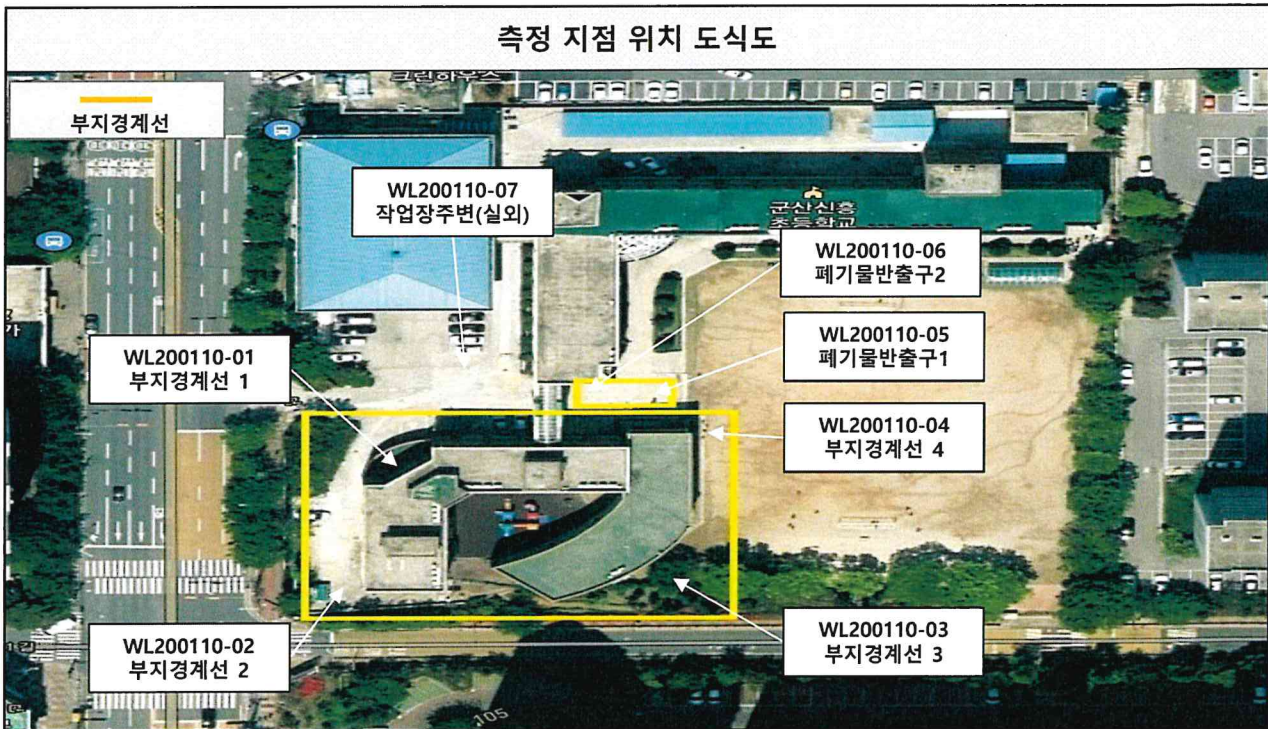 측정 지점 위치 도식도
크린하우스
부지경계선
WL200110-07
작업장주변(실외)
군산신흥
초등학교
WL200110-06
폐기물반출구2
WL200110-05
폐기물반출구1
WL200110-01
부지경계선 1
WL200110-04
부지경계선 4
WL200110-02
부지경계선 2
WL200110-03
부지경계선 3
105